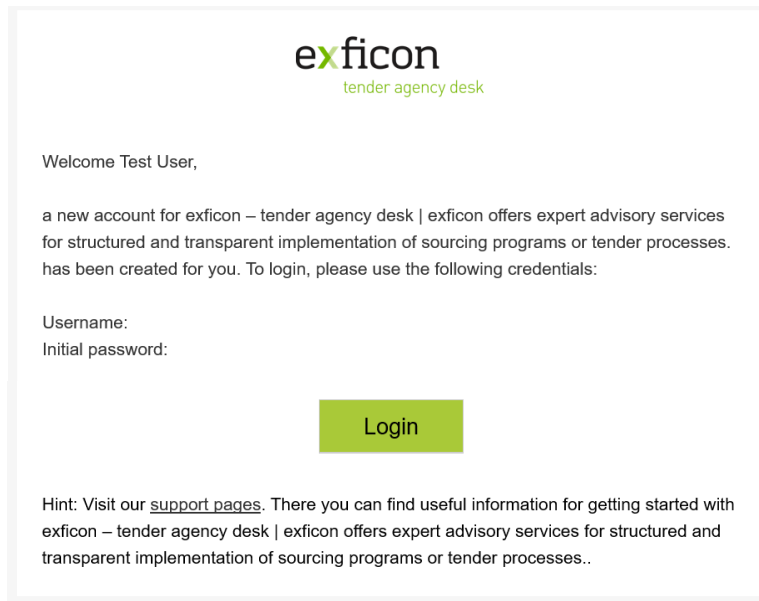 exficon
tender agency desk
Welcome Test User,
a new account for exficon – tender agency desk | exficon offers expert advisory services
for structured and transparent implementation of sourcing programs or tender processes.
has been created for you. To login, please use the following credentials:
Username:
Initial password:
Login
Hint: Visit our support pages. There you can find useful information for getting started with
exficon – tender agency desk | exficon offers expert advisory services for structured and
transparent implementation of sourcing programs or tender processes..